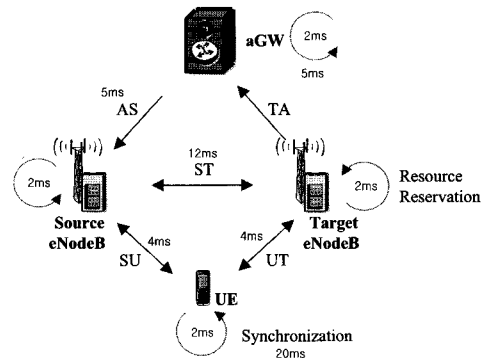 aGW
2ms
5ms
5ms
AS
TA
12ms
ST
2ms
2ms
Resource
Reservation
Source
eNodeB
Target
eNodeB
4ms
SU
4ms
UT
UE
2ms
Synchronization
20ms